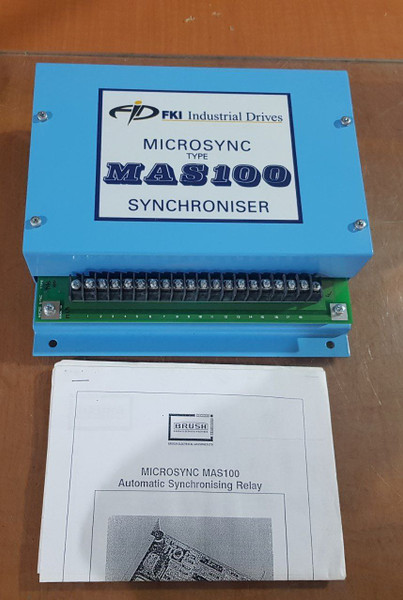 FKI Industrial Drives
MICROSYNC
TYPE
MAS100
SYNCHRONISER
BRUSH
MICROSYNC MAS100
Automatic Synchronising Relay